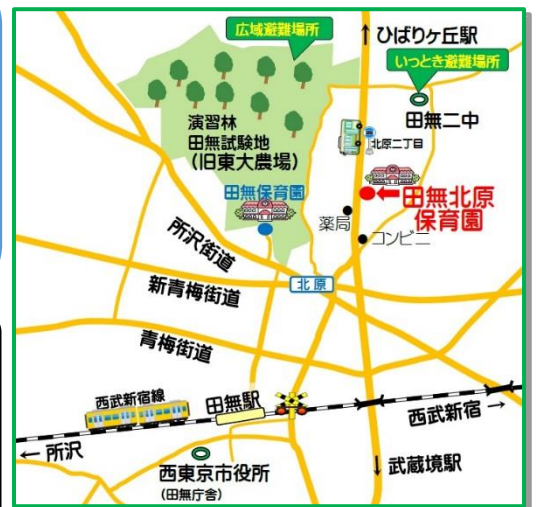 広域避難場所
↑ ひばりヶ丘駅
いっとき避難場所
田無二中
演習林
田無試験地
(旧東大農場)
北原二丁目
田無保育園
←田無北原
保育園
薬局
コンビニ
所沢街道
北原
新青梅街道
青梅街道
西武新宿線
田無駅
西武新宿 →
← 所沢
西東京市役所
(田無庁舎)
↓ 武蔵境駅